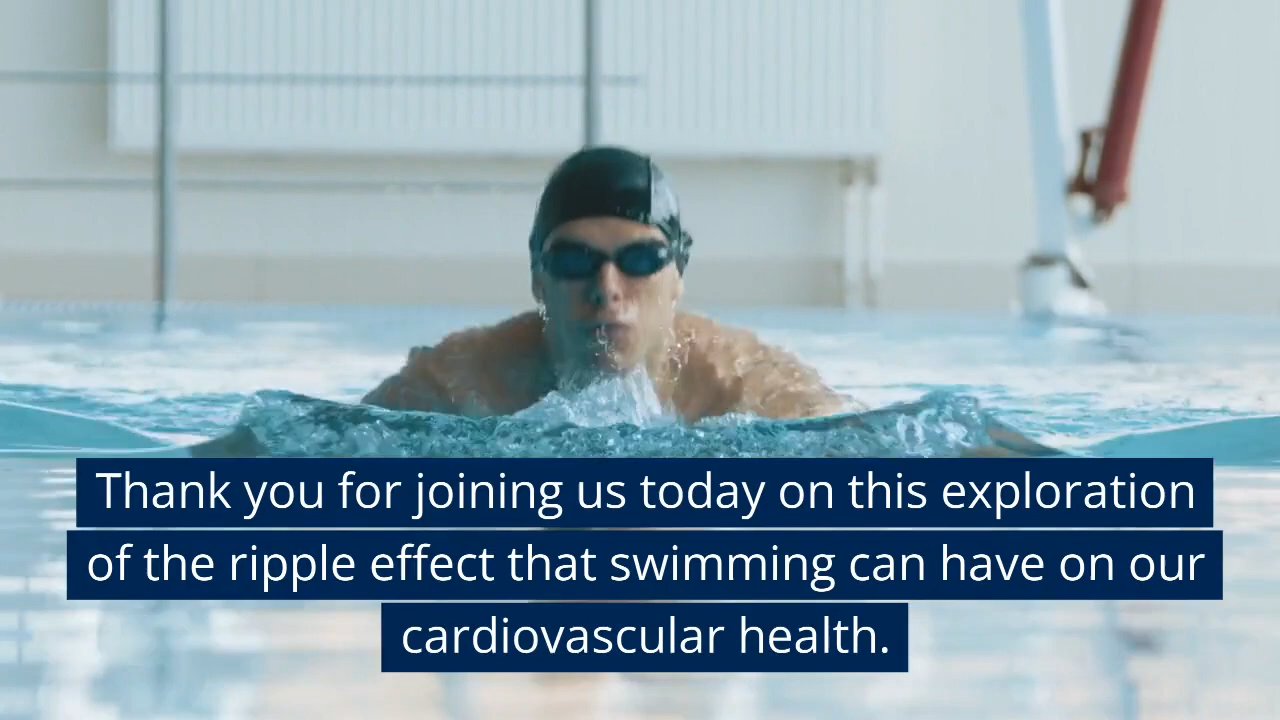 Thank you for joining us today on this exploration
of the ripple effect that swimming can have on our
cardiovascular health.